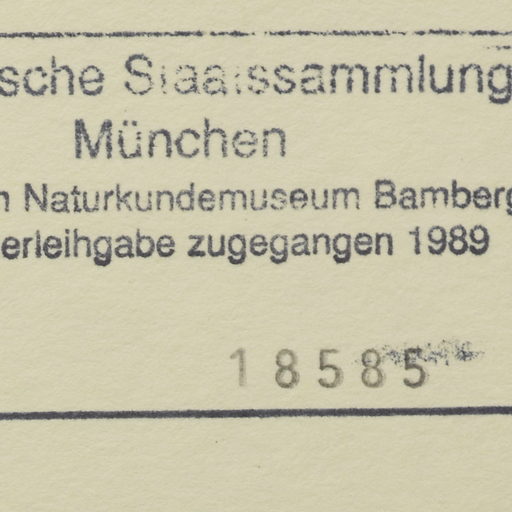 sche Staatssammlung
München
n Naturkundemuseum Bamberg
erleihgabe zugegangen 1989
18585